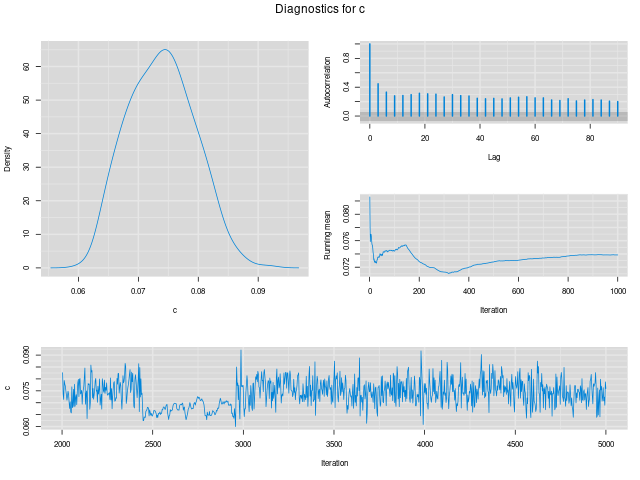 Diagnostics for c
Density
0 10 20 30 40 50 60
0.06 0.07 0.08 0.09
c
Autocorrelation
0.0 0.4 0.8
0 20 40 60 80
Lag
Running mean
0.072 0.076 0.080
0 200 400 600 800 1000
Iteration
c
0.060 0.075 0.090
2000 2500 3000 3500 4000 4500 5000
Iteration